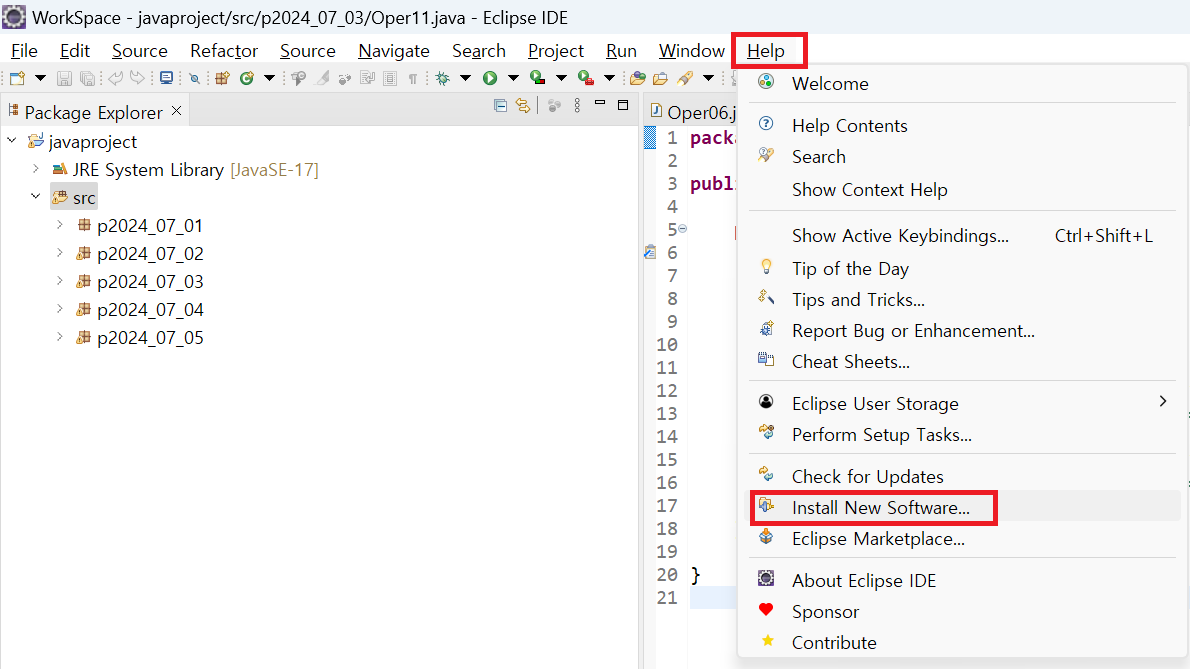 WorkSpace - javaproject/src/p2024_07_03/Oper11.java - Eclipse IDE
File Edit Source Refactor Source Navigate Search Project Run Window Help
Package Explorer
javaproject
JRE System Library [JavaSE-17]
src
p2024_07_01
p2024_07_02
p2024_07_03
p2024_07_04
p2024_07_05
Oper06.j
1 packa
2
3 publi
4
5
6
7
8
9
10
11
12
13
14
15
16
17
18
19
20 }
21
Welcome
Help Contents
Search
Show Context Help
Show Active Keybindings... Ctrl+Shift+L
Tip of the Day
Tips and Tricks...
Report Bug or Enhancement...
Cheat Sheets...
Eclipse User Storage
Perform Setup Tasks...
Check for Updates
Install New Software...
Eclipse Marketplace...
About Eclipse IDE
Sponsor
Contribute